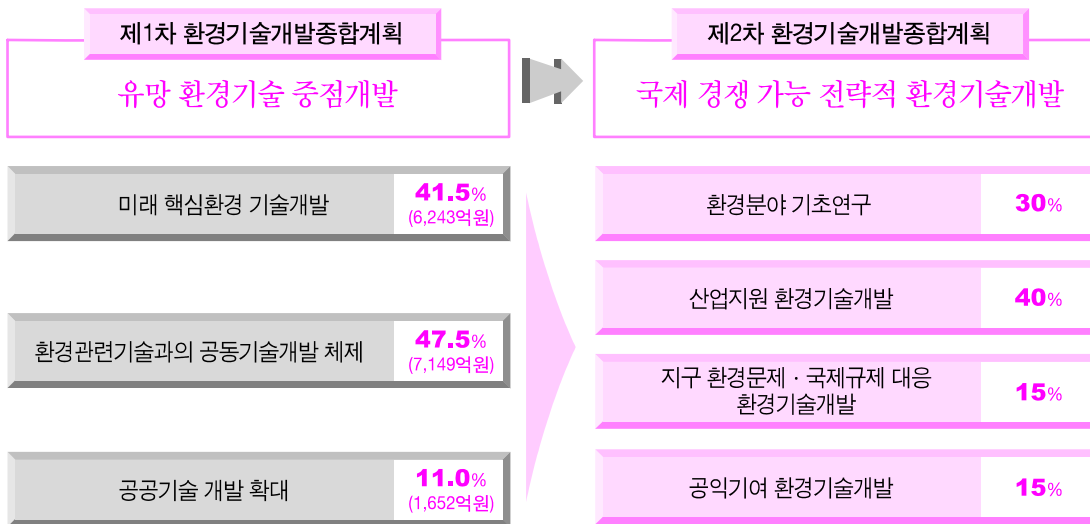 제1차 환경기술개발종합계획
유망 환경기술 중점개발
미래 핵심환경 기술개발
41.5%
(6,243억원)
환경관련기술과의 공동기술개발 체제
47.5%
(7,149억원)
공공기술 개발 확대
11.0%
(1,652억원)
제2차 환경기술개발종합계획
국제 경쟁 가능 전략적 환경기술개발
환경분야 기초연구
30%
산업지원 환경기술개발
40%
지구 환경문제 · 국제규제 대응
환경기술개발
15%
공익기여 환경기술개발
15%